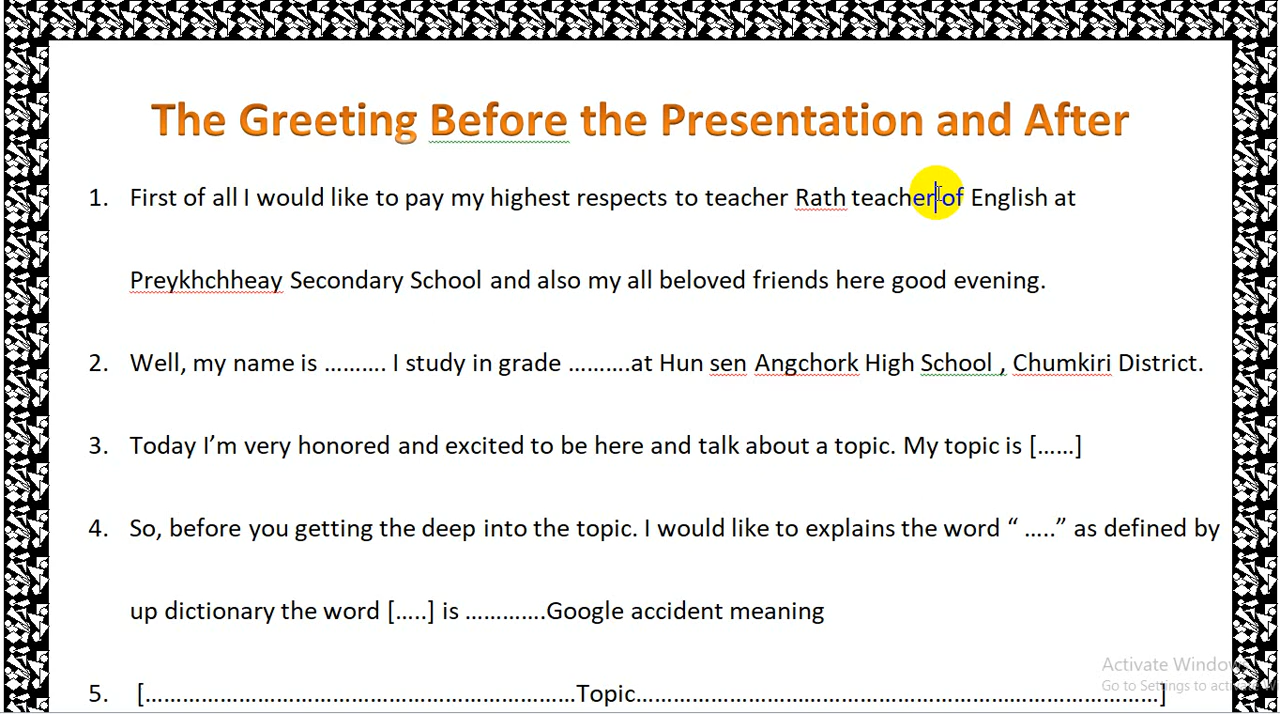 The Greeting Before the Presentation and After
1. First of all I would like to pay my highest respects to teacher Rath teacher of English at
Preykhchheay Secondary School and also my all beloved friends here good evening.
2. Well, my name is .......... I study in grade ..........at Hun sen Angchork High School , Chumkiri District.
3. Today I’m very honored and excited to be here and talk about a topic. My topic is [......]
4. So, before you getting the deep into the topic. I would like to explains the word “ .....” as defined by
up dictionary the word [.....] is .............Google accident meaning
5. [......................................................................Topic....................................................................................]
Activate Windo
Go to Settings to activ